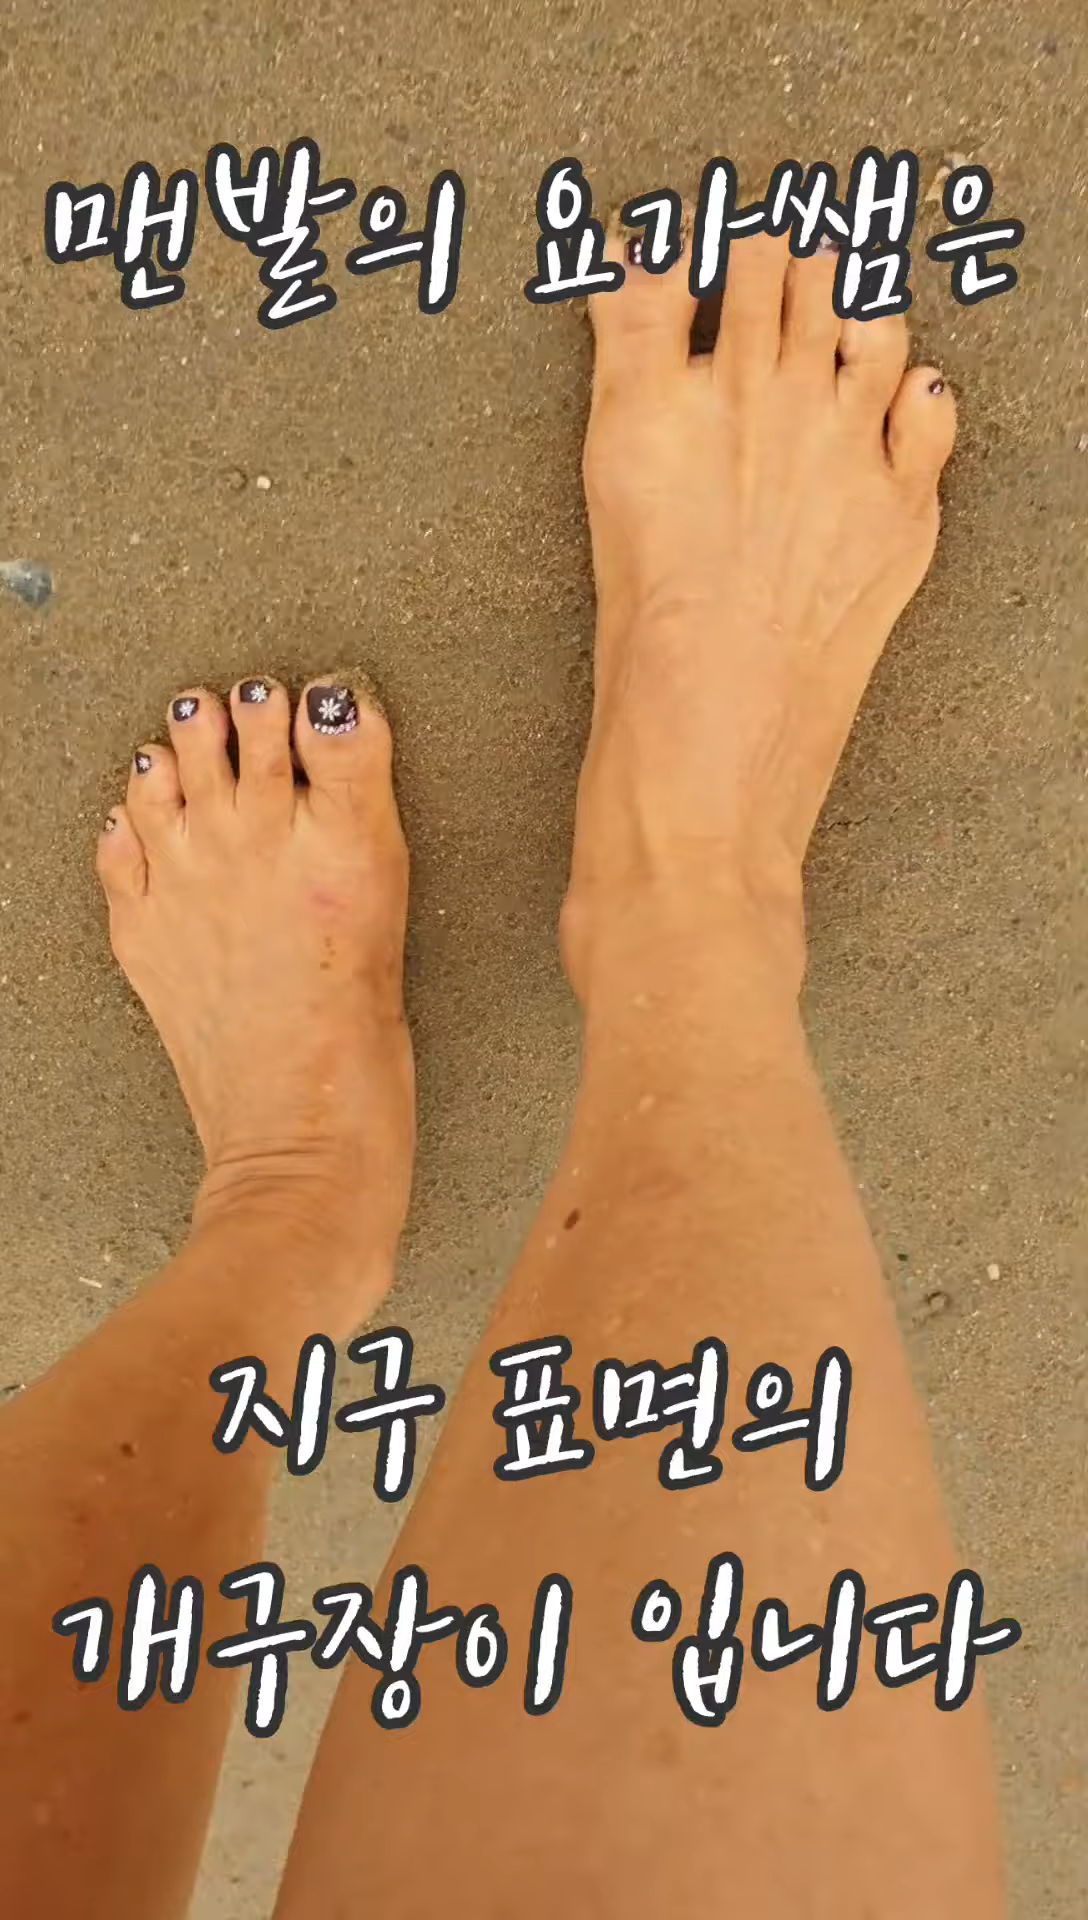 맨발의 요가쌤은
지구 표면의
개구장이 입니다